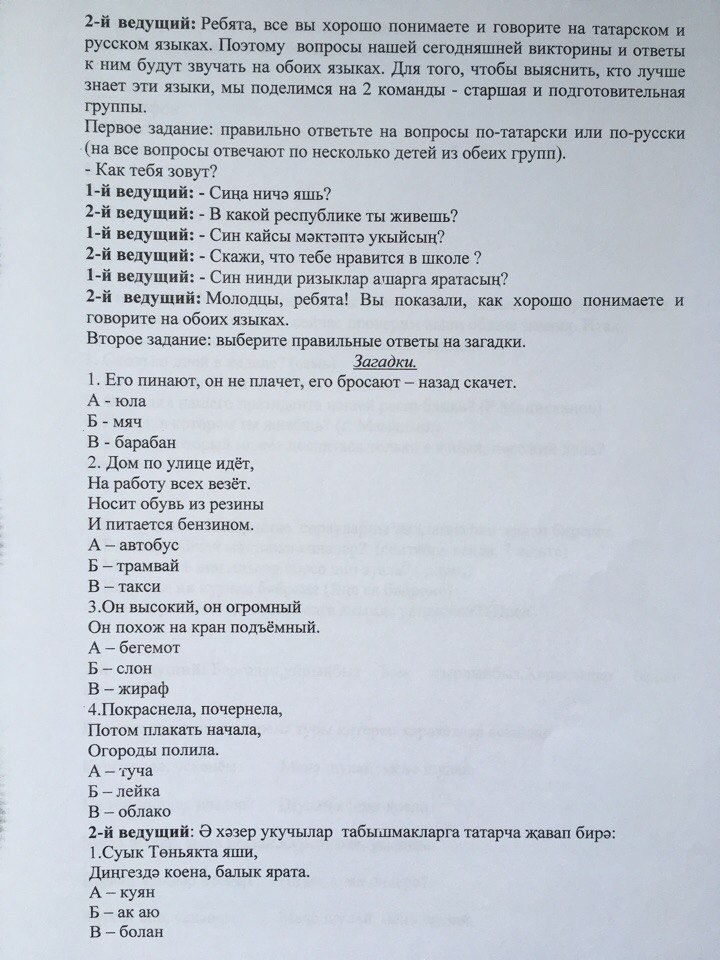 2-й ведущий: Ребята, все вы хорошо понимаете и говорите на татарском и
русском языках. Поэтому вопросы нашей сегодняшней викторины и ответы
к ним будут звучать на обоих языках. Для того, чтобы выяснить, кто лучше
знает эти языки, мы поделимся на 2 команды - старшая и подготовительная
группы.
Первое задание: правильно ответьте на вопросы по-татарски или по-русски
(на все вопросы отвечают по несколько детей из обеих групп).
- Как тебя зовут?
1-й ведущий: - Сиңа ничә яшь?
2-й ведущий: - В какой республике ты живешь?
1-й ведущий: - Син кайсы мәктәптә укыйсың?
2-й ведущий: - Скажи, что тебе нравится в школе ?
1-й ведущий: - Син нинди ризыклар ашарга яратасың?
2-й ведущий: Молодцы, ребята! Вы показали, как хорошо понимаете и
говорите на обоих языках.
Второе задание: выберите правильные ответы на загадки.
Загадки.
1. Его пинают, он не плачет, его бросают – назад скачет.
А - юла
Б - мяч
В - барабан
2. Дом по улице идёт,
На работу всех везёт.
Носит обувь из резины
И питается бензином.
А – автобус
Б – трамвай
В – такси
3.Он высокий, он огромный
Он похож на кран подъёмный.
А – бегемот
Б – слон
В – жираф
4.Покраснела, почернела,
Потом плакать начала,
Огороды полила.
А – туча
Б – лейка
В – облако
2-й ведущий: Ә хәзер укучылар табышмакларга татарча җавап бирә:
1.Суык Төньякта яши,
Диңгездә коена, балык ярата.
А – куян
Б – ак аю
В – болан